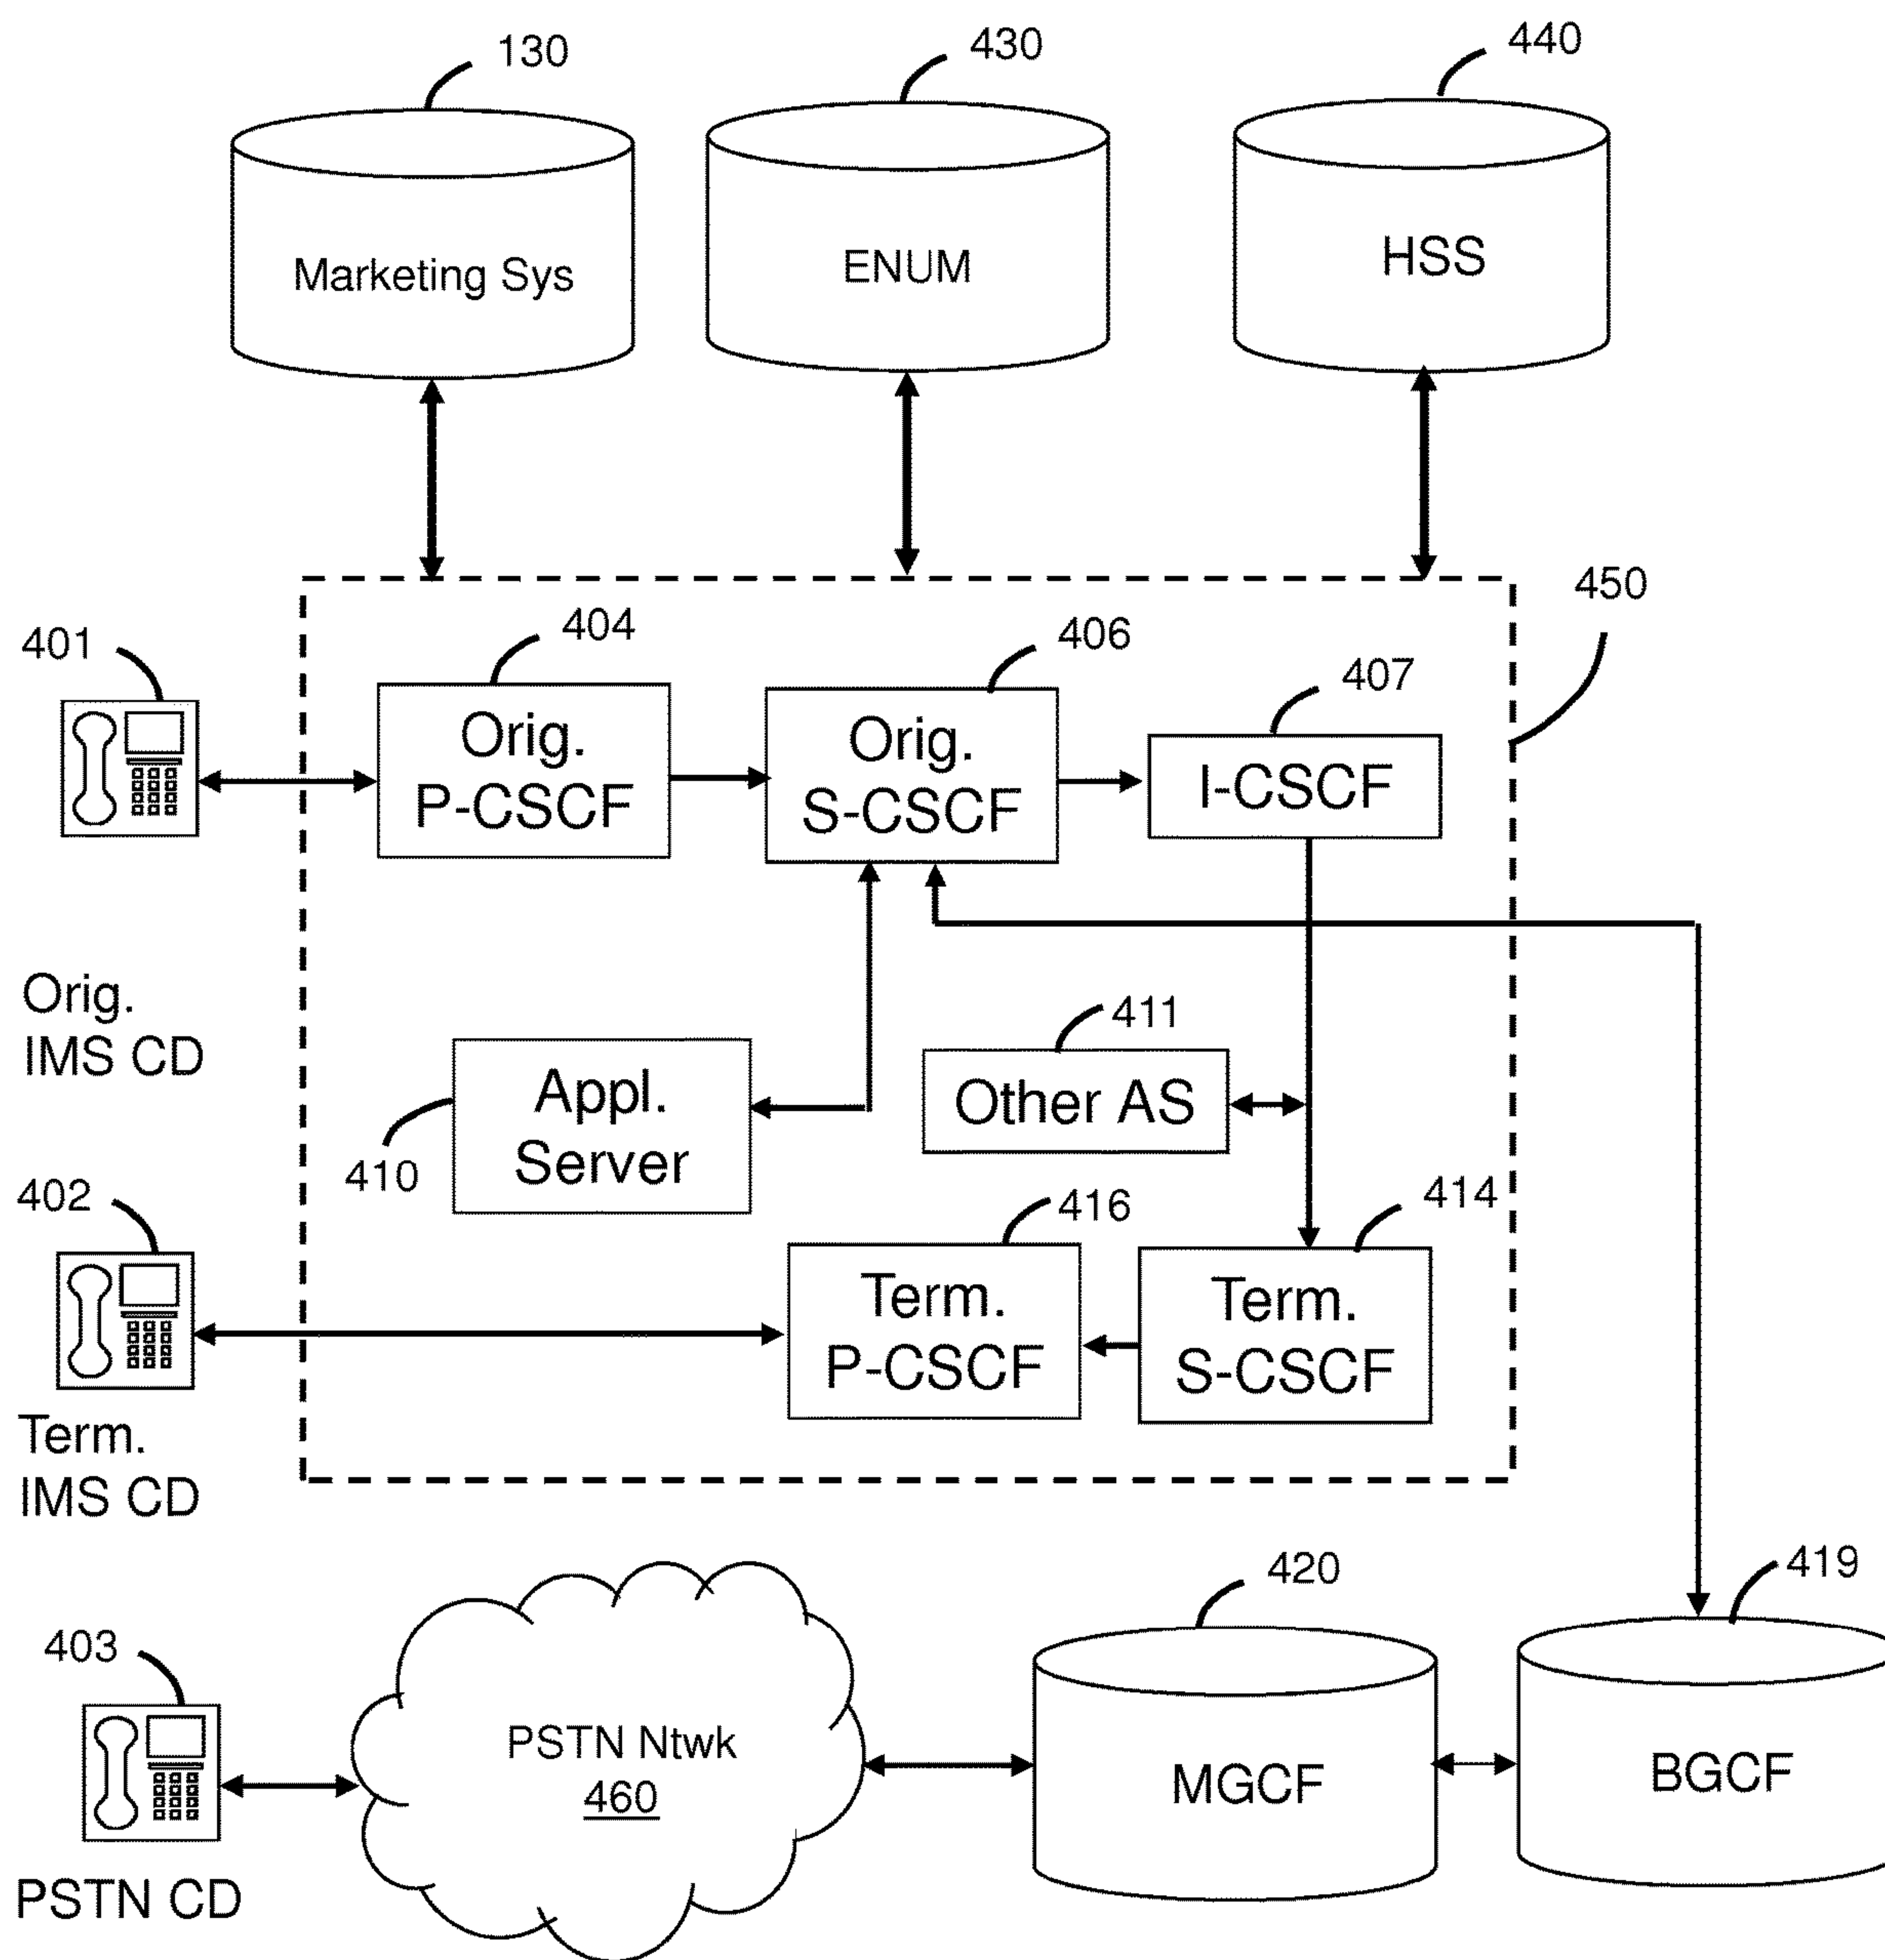 130
430
440
Marketing Sys
ENUM
HSS
450
401
404
406
407
Orig.
P-CSCF
Orig.
S-CSCF
I-CSCF
Orig.
IMS CD
411
Other AS
Appl.
Server
410
402
416
414
Term.
P-CSCF
Term.
S-CSCF
Term.
IMS CD
420
419
403
PSTN Ntwk
460
MGCF
BGCF
PSTN CD